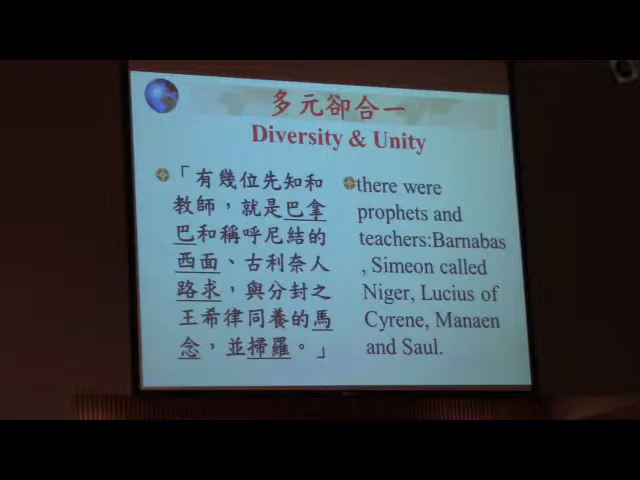 多元卻合一
Diversity & Unity
「有幾位先知和
教師，就是巴拿
巴和稱呼尼結的
西面、古利奈人
路求，與分封之
王希律同養的馬
念，並掃羅。」
there were
prophets and
teachers:Barnabas
, Simeon called
Niger, Lucius of
Cyrene, Manaen
and Saul.